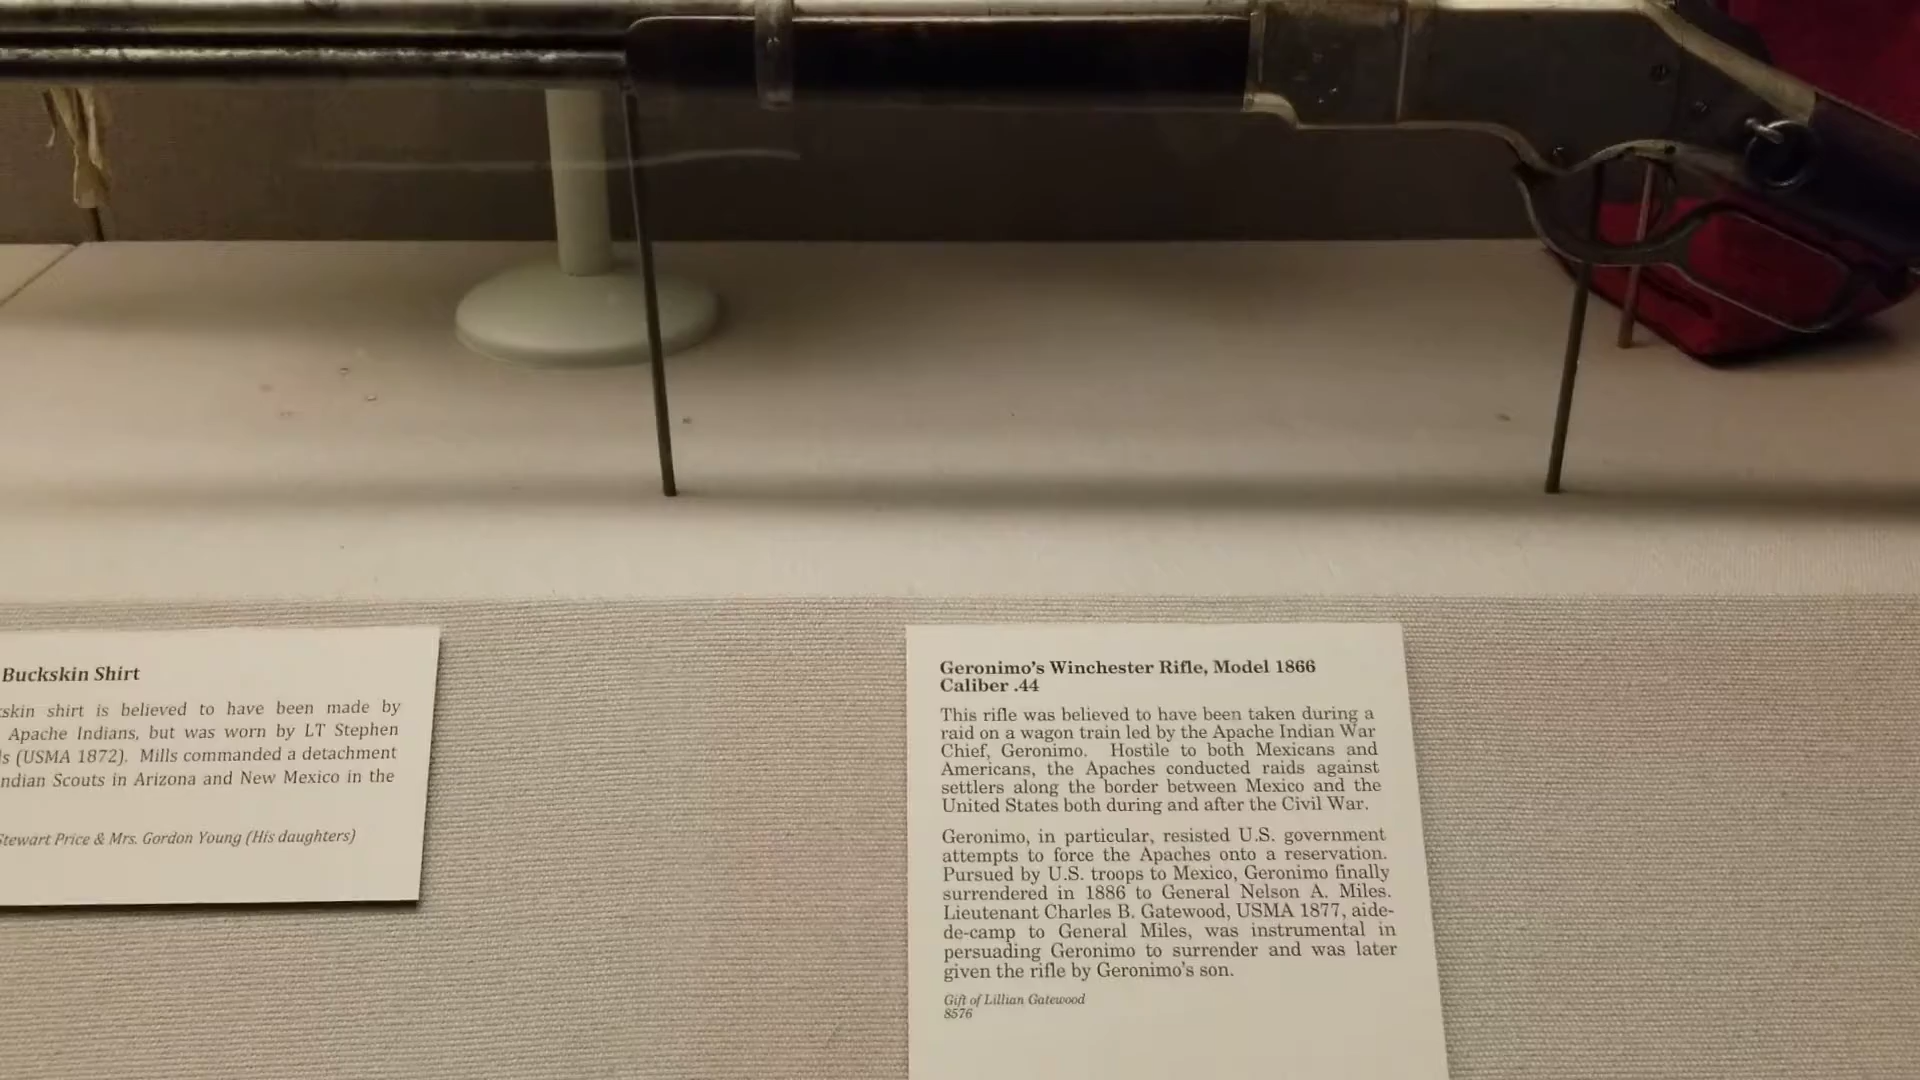 Buckskin Shirt
skin shirt is believed to have been made by
Apache Indians, but was worn by LT Stephen
s (USMA 1872). Mills commanded a detachment
ndian Scouts in Arizona and New Mexico in the
Stewart Price & Mrs. Gordon Young (His daughters)
Geronimo's Winchester Rifle, Model 1866
Caliber .44
This rifle was believed to have been taken during a
raid on a wagon train led by the Apache Indian War
Chief, Geronimo. Hostile to both Mexicans and
Americans, the Apaches conducted raids against
settlers along the border between Mexico and the
United States both during and after the Civil War.
Geronimo, in particular, resisted U.S. government
attempts to force the Apaches onto a reservation.
Pursued by U.S. troops to Mexico, Geronimo finally
surrendered in 1886 to General Nelson A. Miles.
Lieutenant Charles B. Gatewood, USMA 1877, aide-
de-camp to General Miles, was instrumental in
persuading Geronimo to surrender and was later
given the rifle by Geronimo's son.
Gift of Lillian Gatewood
8576